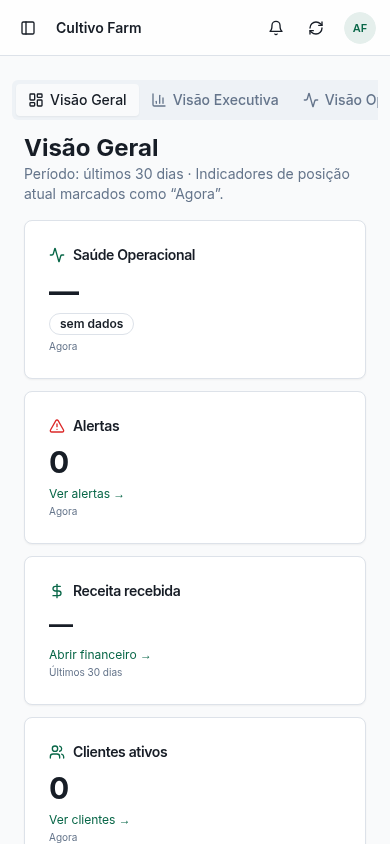 Cultivo Farm
AF
Visão Geral
Visão Executiva
Visão Op
Visão Geral
Período: últimos 30 dias · Indicadores de posição
atual marcados como “Agora”.
Saúde Operacional
—
sem dados
Agora
Alertas
0
Ver alertas →
Agora
Receita recebida
—
Abrir financeiro →
Últimos 30 dias
Clientes ativos
0
Ver clientes →
Agora